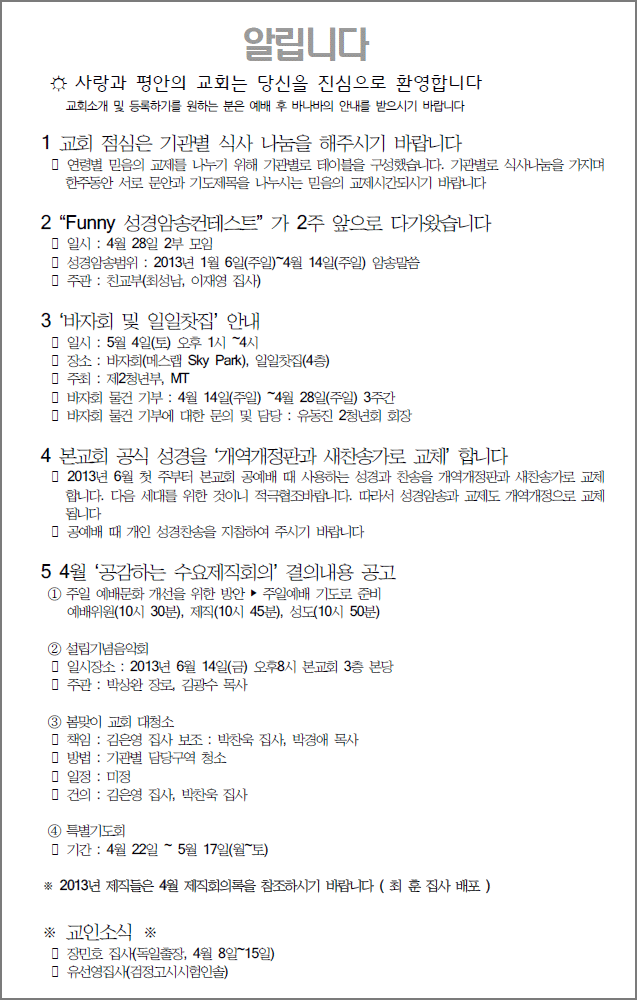 알립니다
☼ 사랑과 평안의 교회는 당신을 진심으로 환영합니다
교회소개 및 등록하기를 원하는 분은 예배 후 바나바의 안내를 받으시기 바랍니다
1 교회 점심은 기관별 식사 나눔을 해주시기 바랍니다
▯ 연령별 믿음의 교제를 나누기 위해 기관별로 테이블을 구성했습니다. 기관별로 식사나눔을 가지며
한주동안 서로 문안과 기도제목을 나누시는 믿음의 교제시간되시기 바랍니다
2 “Funny 성경암송컨테스트” 가 2주 앞으로 다가왔습니다
▯ 일시 : 4월 28일 2부 모임
▯ 성경암송범위 : 2013년 1월 6일(주일)~4월 14일(주일) 암송말씀
▯ 주관 : 친교부(최성남, 이재영 집사)
3 ‘바자회 및 일일찻집’ 안내
▯ 일시 : 5월 4일(토) 오후 1시 ~4시
▯ 장소 : 바자회(메스랩 Sky Park), 일일찻집(4층)
▯ 주최 : 제2청년부, MT
▯ 바자회 물건 기부 : 4월 14일(주일) ~4월 28일(주일) 3주간
▯ 바자회 물건 기부에 대한 문의 및 담당 : 유동진 2청년회 회장
4 본교회 공식 성경을 ‘개역개정판과 새찬송가로 교체’ 합니다
▯ 2013년 6월 첫 주부터 본교회 공예배 때 사용하는 성경과 찬송을 개역개정판과 새찬송가로 교체
합니다. 다음 세대를 위한 것이니 적극협조바랍니다. 따라서 성경암송과 교제도 개역개정으로 교체
됩니다
▯ 공예배 때 개인 성경찬송을 지참하여 주시기 바랍니다
5 4월 ‘공감하는 수요제직회의’ 결의내용 공고
① 주일 예배문화 개선을 위한 방안 ▶ 주일예배 기도로 준비
예배위원(10시 30분), 제직(10시 45분), 성도(10시 50분)
② 설립기념음악회
▯ 일시장소 : 2013년 6월 14일(금) 오후8시 본교회 3층 본당
▯ 주관 : 박상완 장로, 김광수 목사
③ 봄맞이 교회 대청소
▯ 책임 : 김은영 집사 보조 : 박찬욱 집사, 박경애 목사
▯ 방법 : 기관별 담당구역 청소
▯ 일정 : 미정
▯ 건의 : 김은영 집사, 박찬욱 집사
④ 특별기도회
▯ 기간 : 4월 22일 ~ 5월 17일(월~토)
※ 2013년 제직들은 4월 제직회의록을 참조하시기 바랍니다 ( 최 훈 집사 배포 )
※ 교인소식 ※
▯ 장민호 집사(독일출장, 4월 8일~15일)
▯ 유선영집사(검정고시시험인솔)